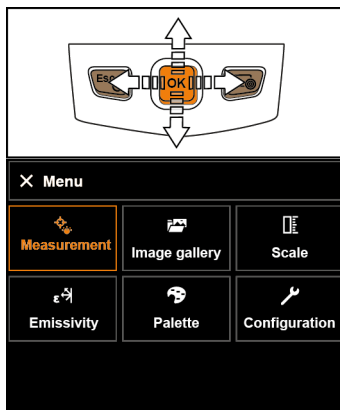 Esc
OK
X Menu
Measurement
Image gallery
Scale
ε
Emissivity
Palette
Configuration